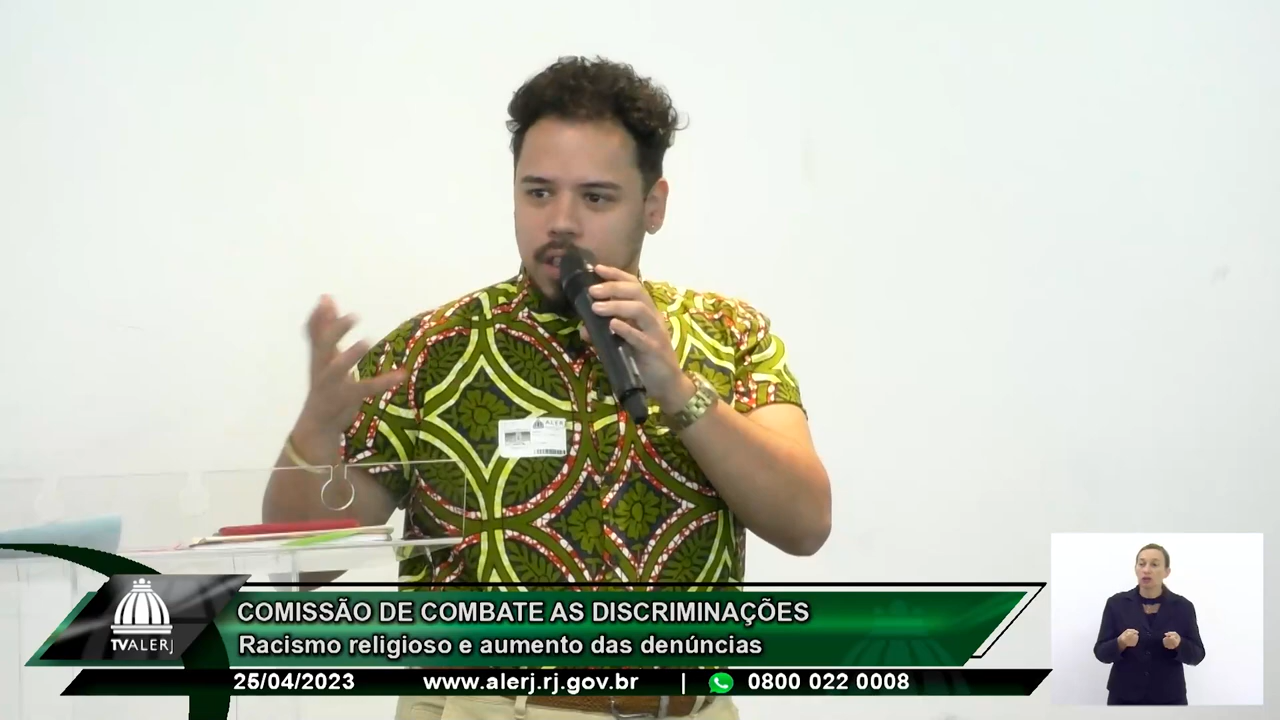 ALERJ
COMISSÃO DE COMBATE AS DISCRIMINAÇÕES
Racismo religioso e aumento das denúncias
TVALERJ
25/04/2023 www.alerj.rj.gov.br | 0800 022 0008